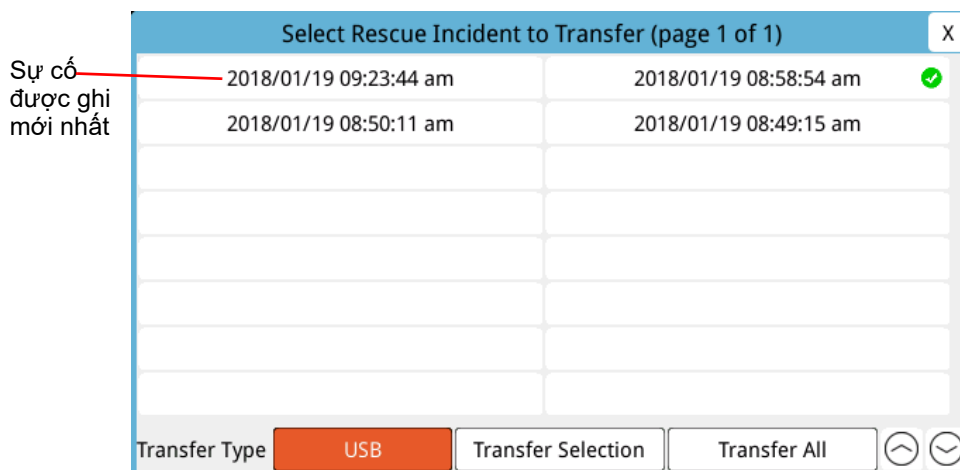 Select Rescue Incident to Transfer (page 1 of 1) X
Sự cố
được ghi
mới nhất
2018/01/19 09:23:44 am 2018/01/19 08:58:54 am
2018/01/19 08:50:11 am 2018/01/19 08:49:15 am
Transfer Type USB Transfer Selection Transfer All